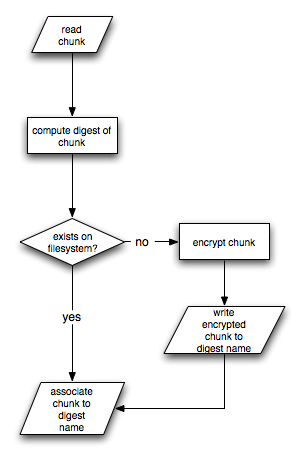 read
chunk
compute digest of
chunk
exists on
filesystem?
no
encrypt chunk
write
encrypted
chunk to
digest name
yes
associate
chunk to
digest
name